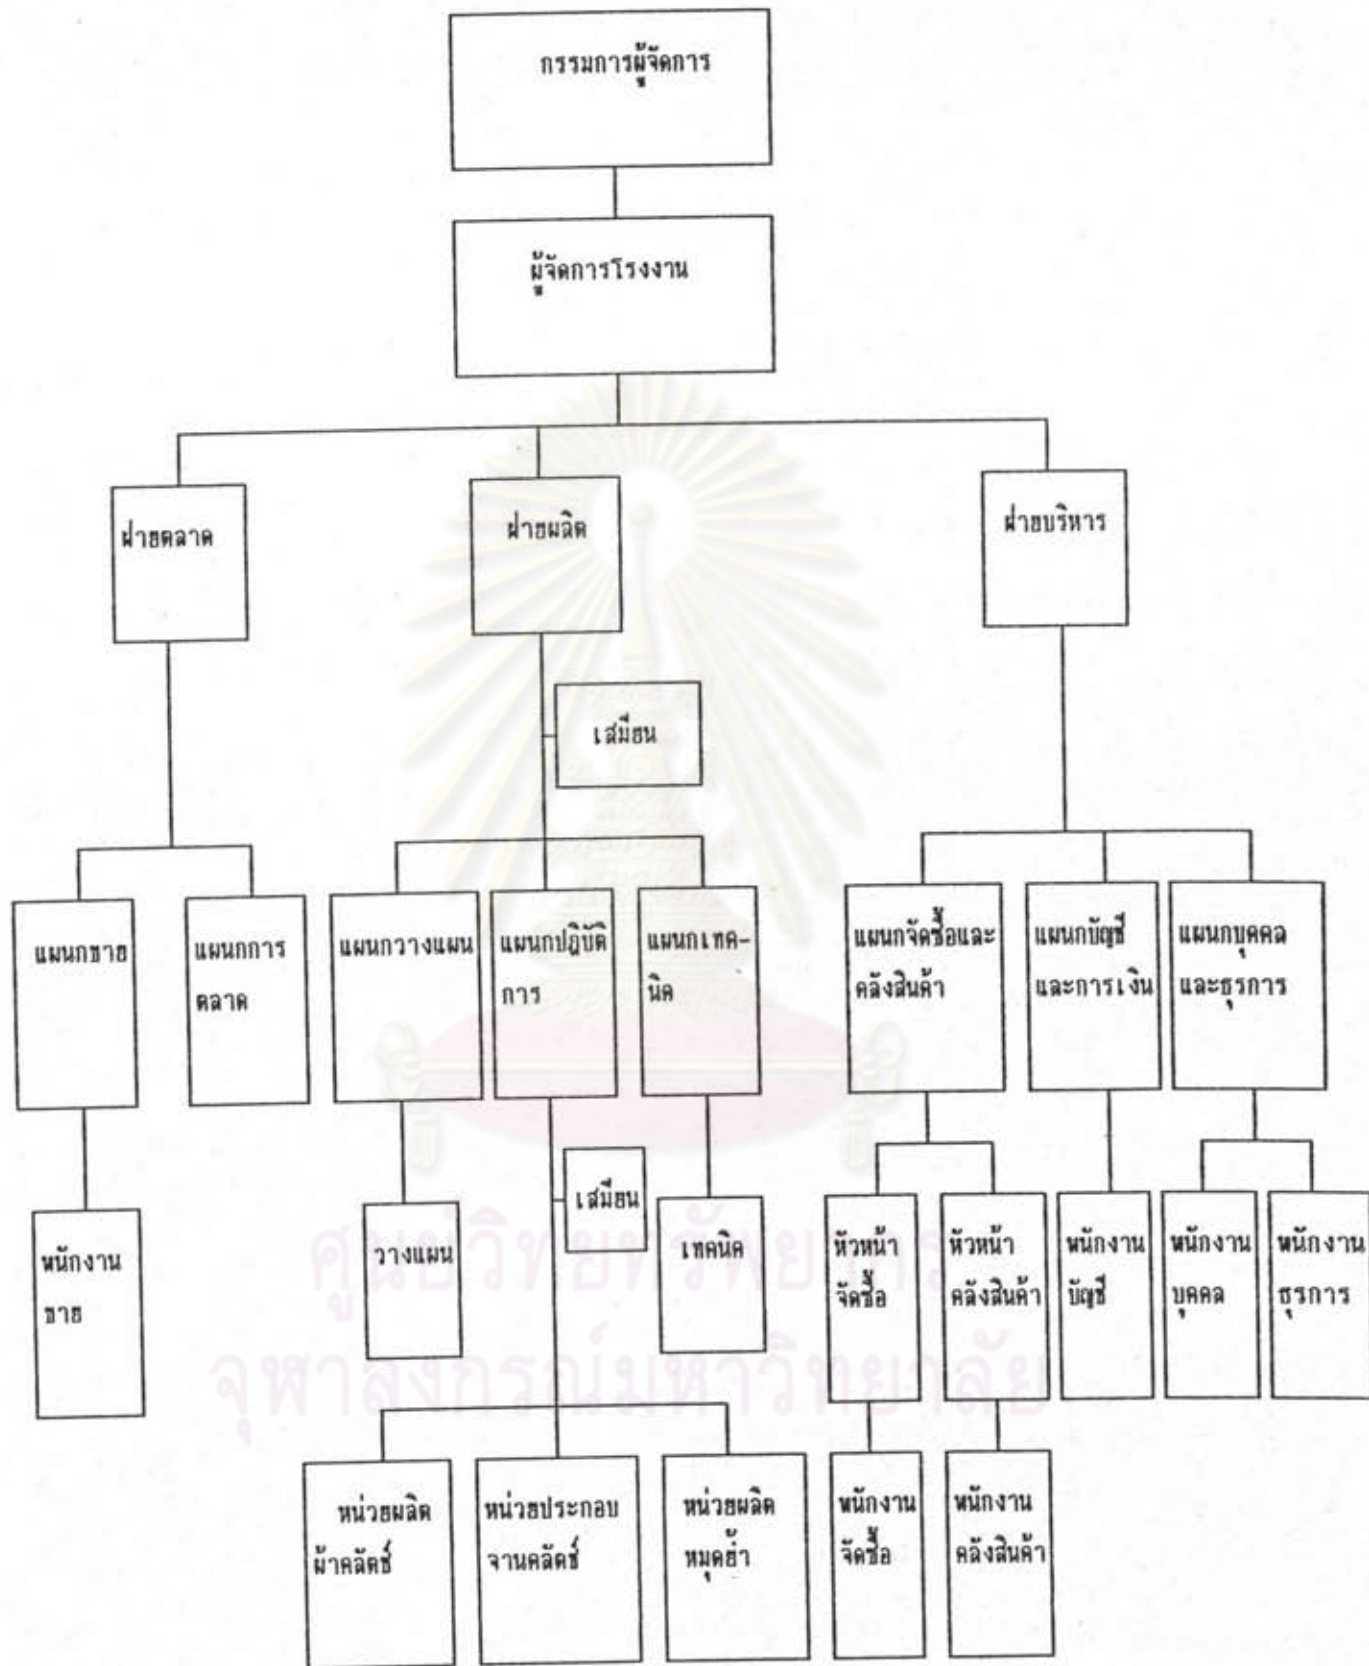 กรรมการผู้จัดการ
ผู้จัดการโรงงาน
ฝ่ายตลาด
ฝ่ายผลิต
ฝ่ายบริหาร
เสมียน
แผนกขาย
แผนกการ
ตลาด
แผนกวางแผน
แผนกปฏิบัติ
การ
แผนกเทค-
นิค
แผนกจัดซื้อและ
คลังสินค้า
แผนกบัญชี
และการเงิน
แผนกบุคคล
และธุรการ
พนักงาน
ขาย
วางแผน
เสมียน
เทคนิค
หัวหน้า
จัดซื้อ
หัวหน้า
คลังสินค้า
พนักงาน
บัญชี
พนักงาน
บุคคล
พนักงาน
ธุรการ
หน่วยผลิต
ผ้าคลัตช์
หน่วยประกอบ
จานคลัตช์
หน่วยผลิต
หมุดย้ำ
พนักงาน
จัดซื้อ
พนักงาน
คลังสินค้า
ศูนย์วิทยทรัพยากร
จุฬาลงกรณ์มหาวิทยาลัย